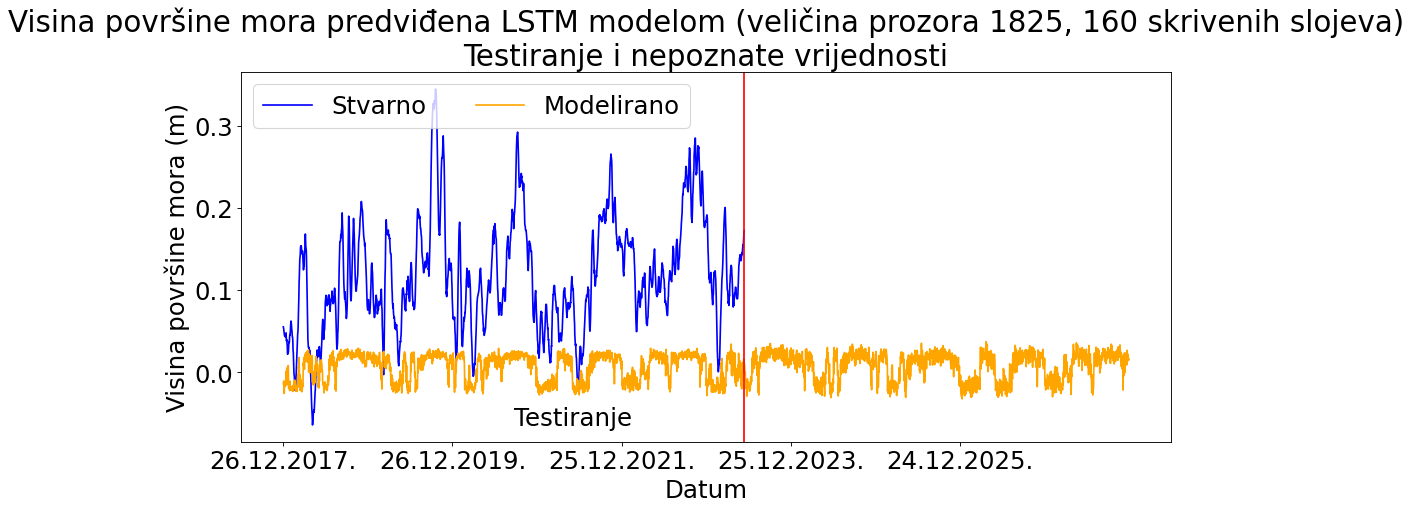 Visina površine mora predviđena LSTM modelom (veličina prozora 1825, 160 skrivenih slojeva)
Testiranje i nepoznate vrijednosti
Stvarno Modelirano
Visina površine mora (m)
0.3
0.2
0.1
0.0
Testiranje
26.12.2017. 26.12.2019. 25.12.2021. 25.12.2023. 24.12.2025.
Datum